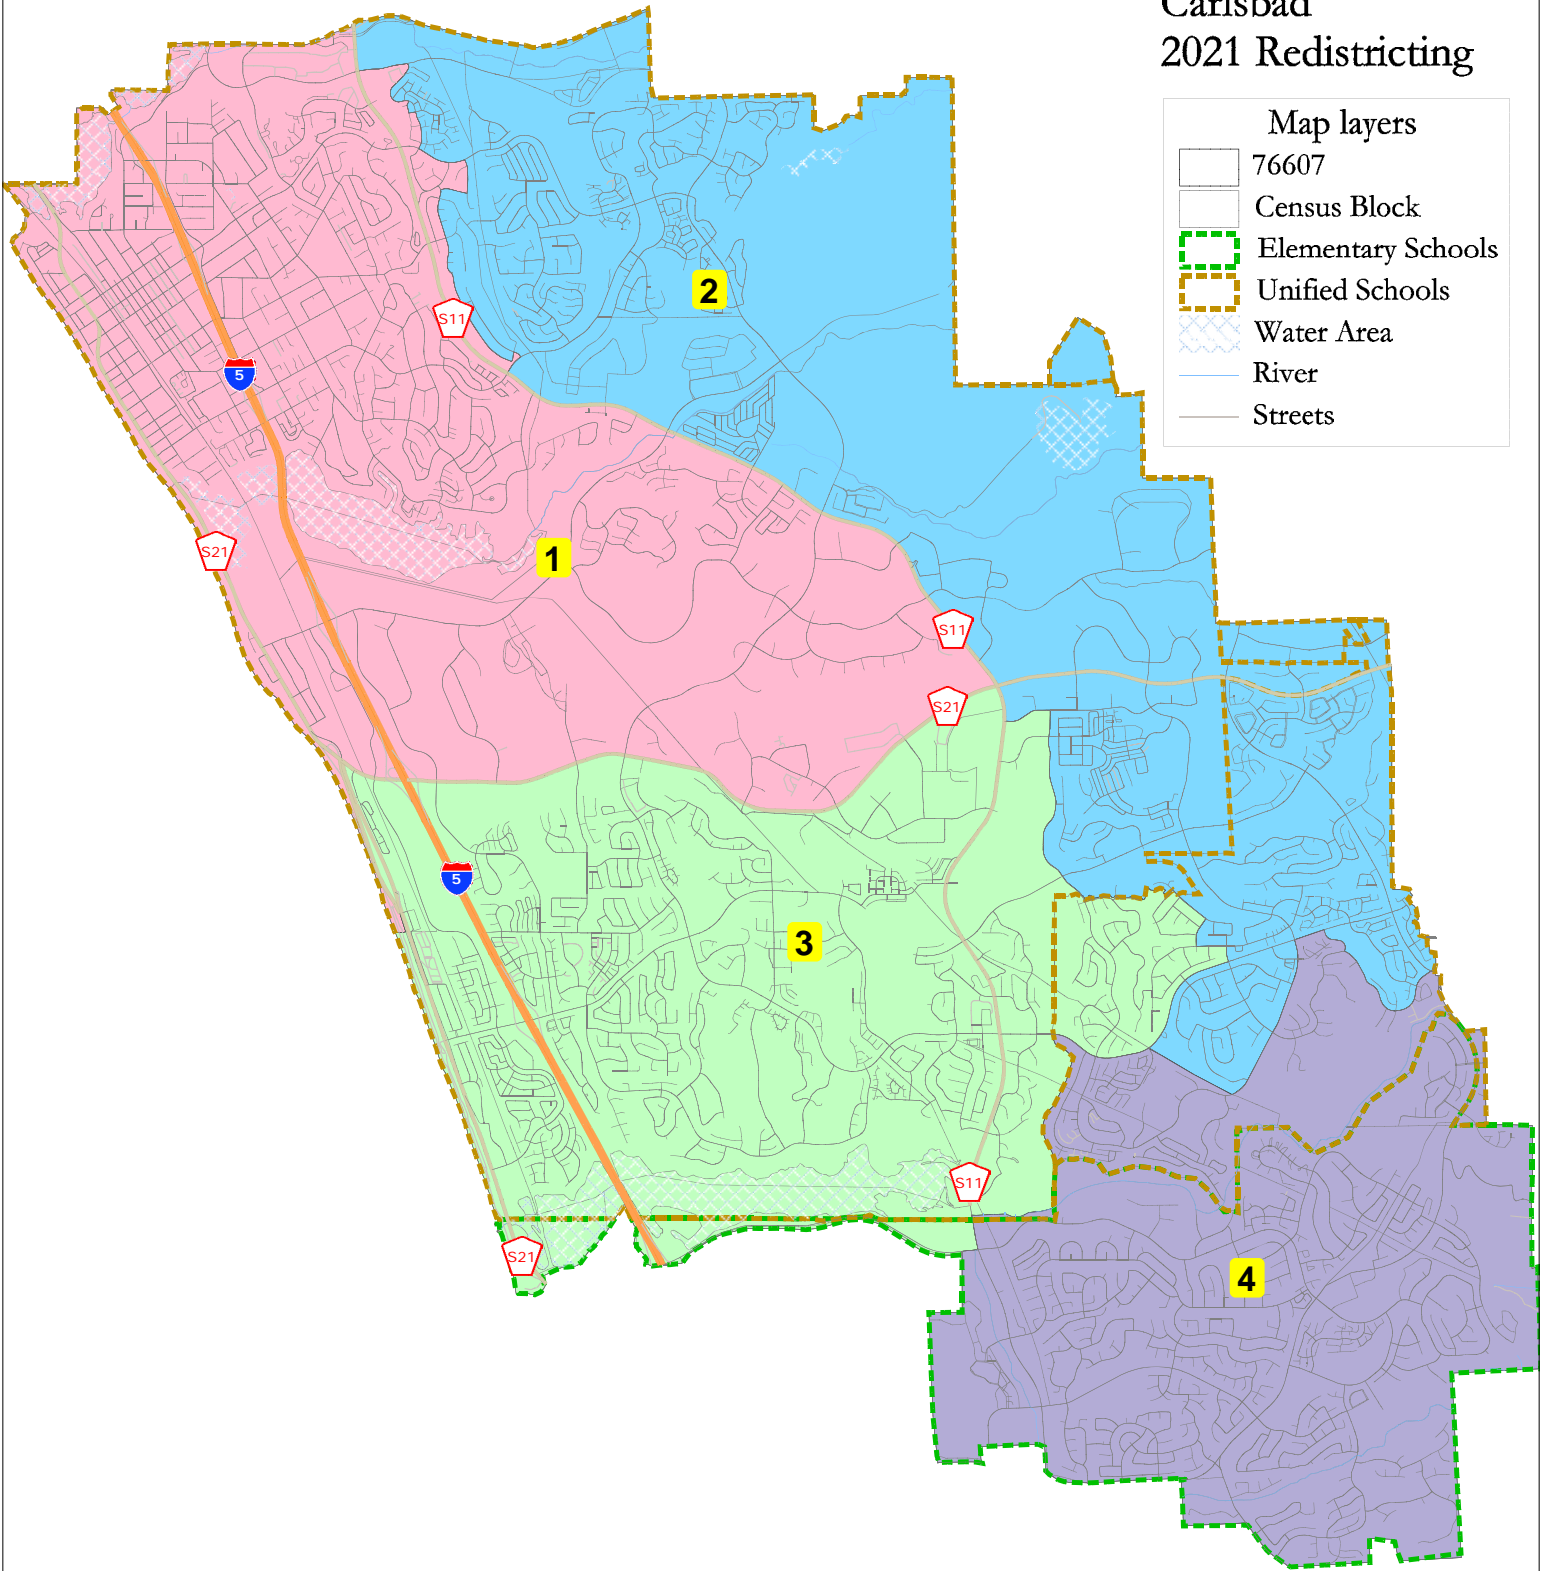 Carlsbad
2021 Redistricting
Map layers
76607
Census Block
Elementary Schools
Unified Schools
Water Area
River
Streets
2
S11
5
1
S21
S11
S21
5
3
S11
S21
4